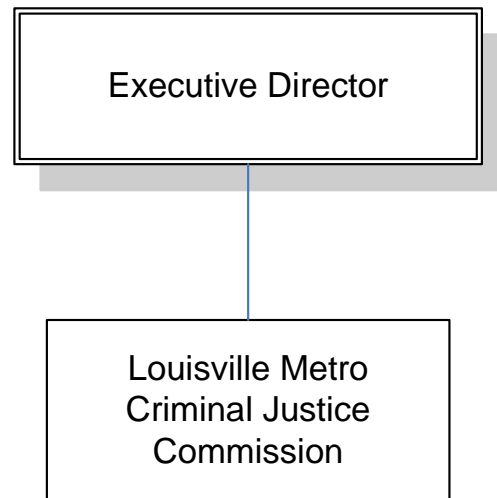 Executive Director
Louisville Metro
Criminal Justice
Commission